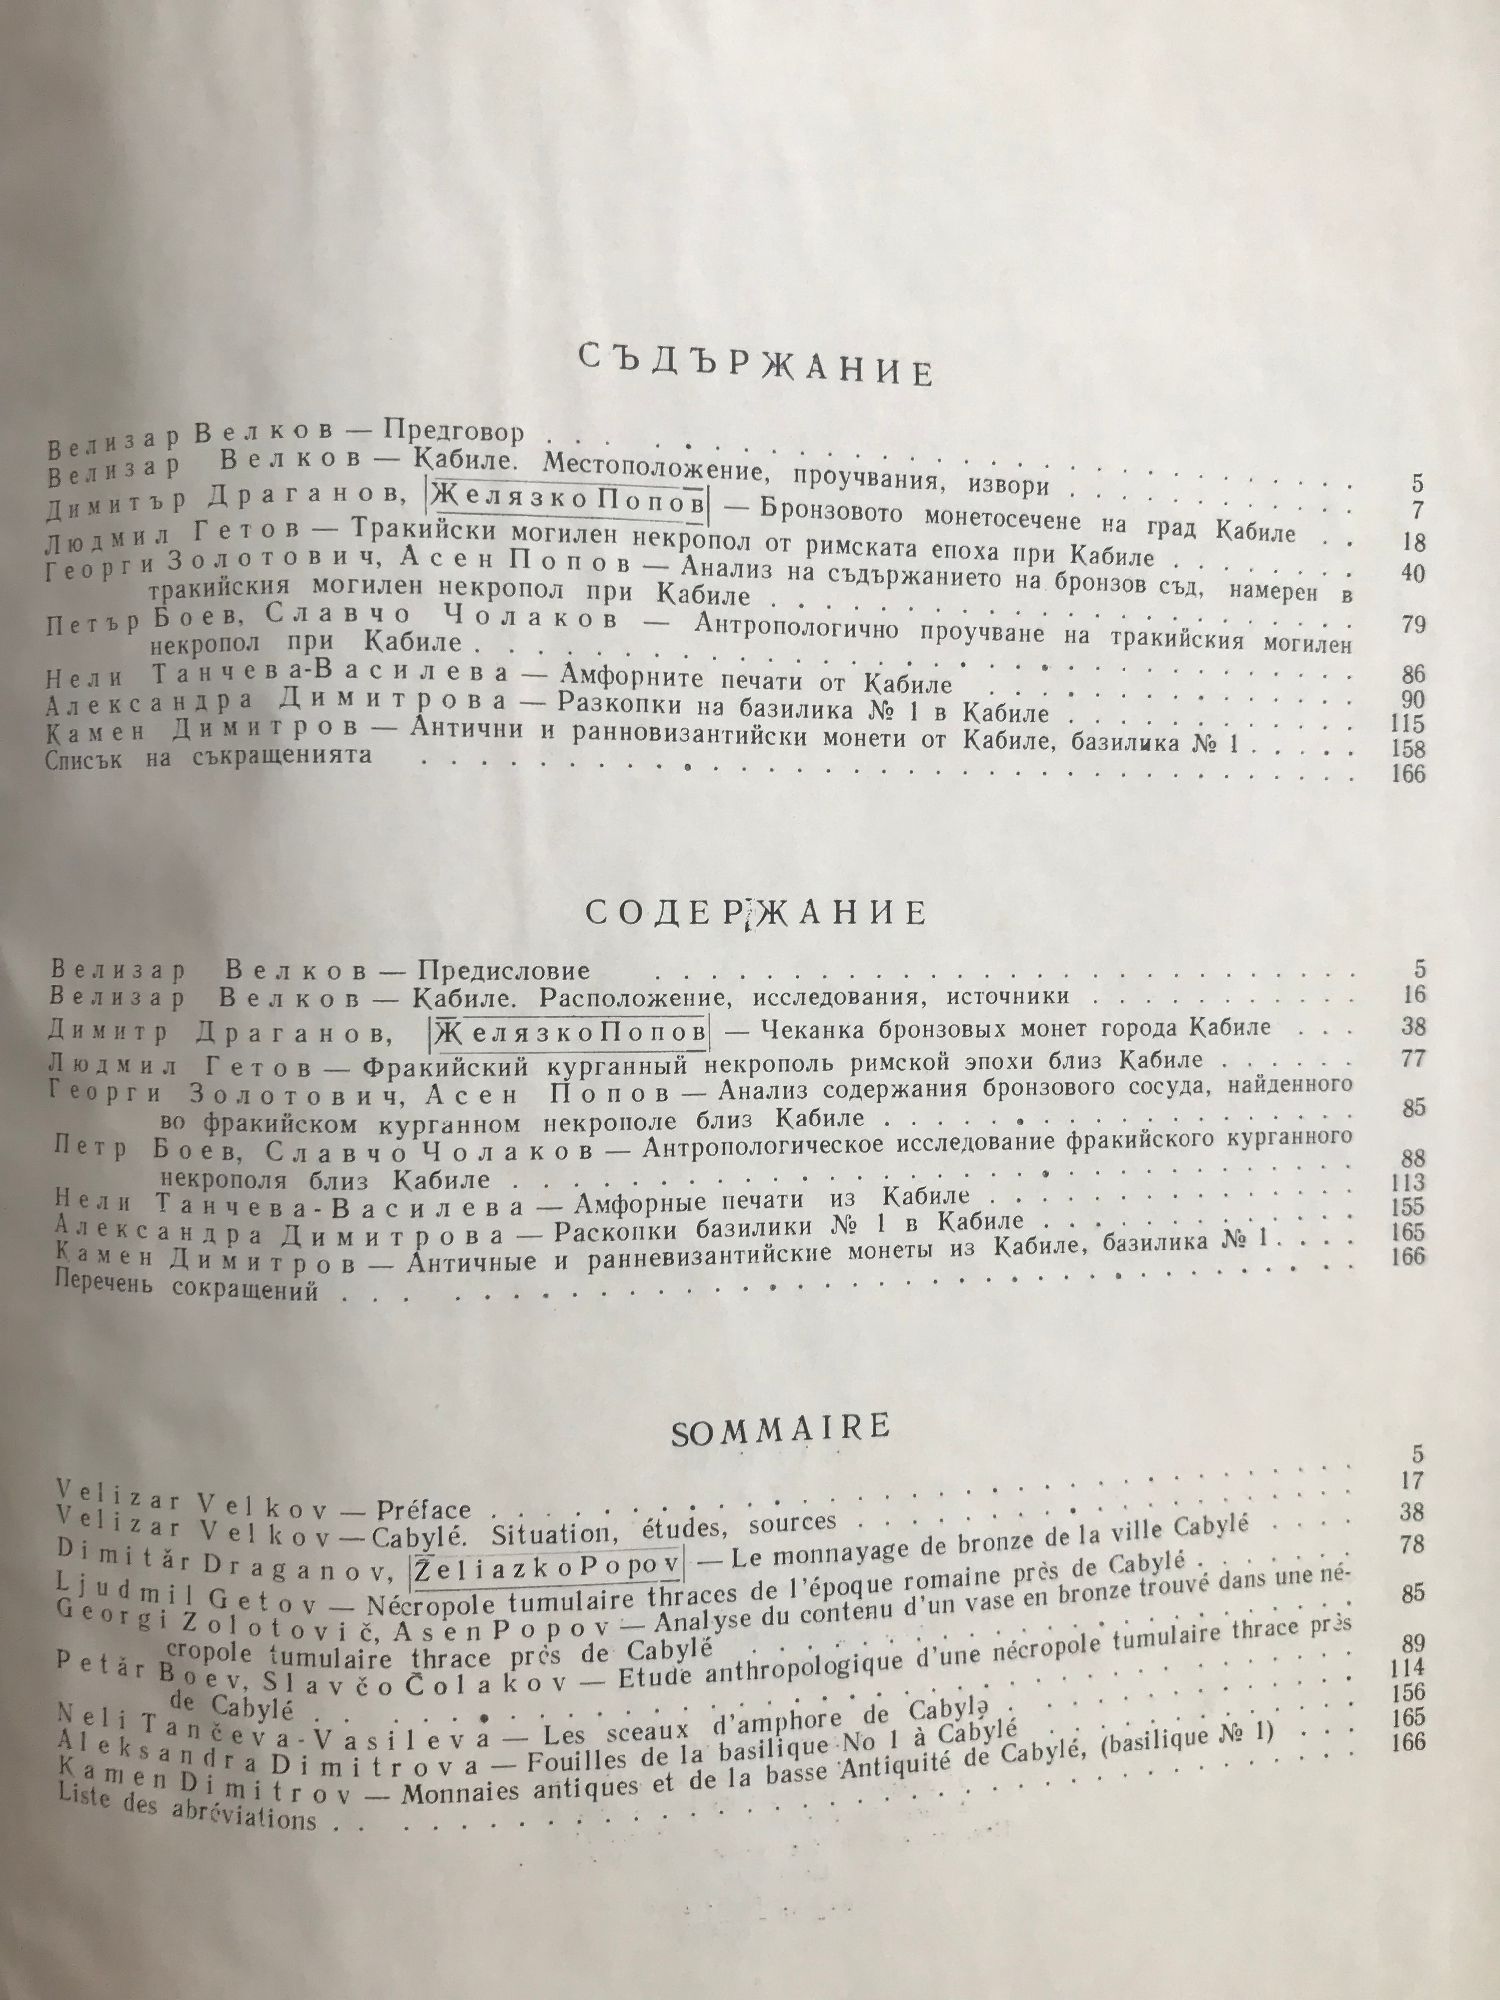 СЪДЪРЖАНИЕ
Велизар Велков — Предговор . . . . . . . . . . . . . . . . 5
Велизар Велков — Кабиле. Местоположение, проучвания, извори . . . . . . . . . . 7
Димитър Драганов, Желязко Попов — Бронзовото монетосечене на град Кабиле . . 18
Людмил Гетов — Тракийски могилен некропол от римската епоха при Кабиле . . . . . . . 40
Георги Золотович, Асен Попов — Анализ на съдържанието на бронзов съд, намерен в
тракийския могилен некропол при Кабиле . . . . . . . . . . . . . . 79
Петър Боев, Славчо Чолаков — Антропологично проучване на тракийския могилен
некропол при Кабиле . . . . . . . . . . . . . . . . 86
Нели Танчева-Василева — Амфорните печати от Кабиле . . . . . . . . . . . . 90
Александра Димитрова — Разкопки на базилика № 1 в Кабиле . . . . . . . . . . 115
Камен Димитров — Антични и ранновизантийски монети от Кабиле, базилика № 1 . . . . . 158
Списък на съкращенията . . . . . . . . . . . . . . . . 166
СОДЕРЖАНИЕ
Велизар Велков — Предисловие . . . . . . . . . . . . . . . . 5
Велизар Велков — Кабиле. Расположение, исследования, источники . . . . . . . . . . 16
Димитр Драганов, Желязко Попов — Чеканка бронзовых монет города Кабиле . . . 38
Людмил Гетов — Фракийский курганный некрополь римской эпохи близ Кабиле . . . . . . 77
Георги Золотович, Асен Попов — Анализ содержания бронзового сосуда, найденного
во фракийском курганном некрополе близ Кабиле . . . . . . . . . . . . 85
Петр Боев, Славчо Чолаков — Антропологическое исследование фракийского курганного
некрополя близ Кабиле . . . . . . . . . . . . . . . . 88
Нели Танчева-Василева — Амфорные печати из Кабиле . . . . . . . . . . . . 113
Александра Димитрова — Раскопки базилики № 1 в Кабиле . . . . . . . . . . 155
Камен Димитров — Античные и ранневизантийские монеты из Кабиле, базилика № 1 . . . . 165
Перечень сокращений . . . . . . . . . . . . . . . . 166
SOMMAIRE
Velizar Velkov — Préface . . . . . . . . . . . . . . . . 5
Velizar Velkov — Cabylé. Situation, études, sources . . . . . . . . . . . . 17
Dimităr Draganov, Želiazko Popov — Le monnayage de bronze de la ville Cabylé . . . . 38
Ljudmil Getov — Nécropole tumulaire thraces de l'époque romaine près de Cabylé . . . . . . 78
Georgi Zolotovič, Asen Popov — Analyse du contenu d'un vase en bronze trouvé dans une né-
cropole tumulaire thrace près de Cabylé . . . . . . . . . . . . 85
Petăr Boev, Slavčo Čolakov — Etude anthropologique d'une nécropole tumulaire thrace près
de Cabylé . . . . . . . . . . . . . . . . 89
Neli Tančeva-Vasileva — Les sceaux d'amphore de Cabylə . . . . . . . . . . 114
Aleksandra Dimitrova — Fouilles de la basilique No 1 à Cabylé . . . . . . . . . . 156
Kamen Dimitrov — Monnaies antiques et de la basse Antiquité de Cabylé, (basilique № 1) . . . 165
Liste des abréviations . . . . . . . . . . . . . . . . 166